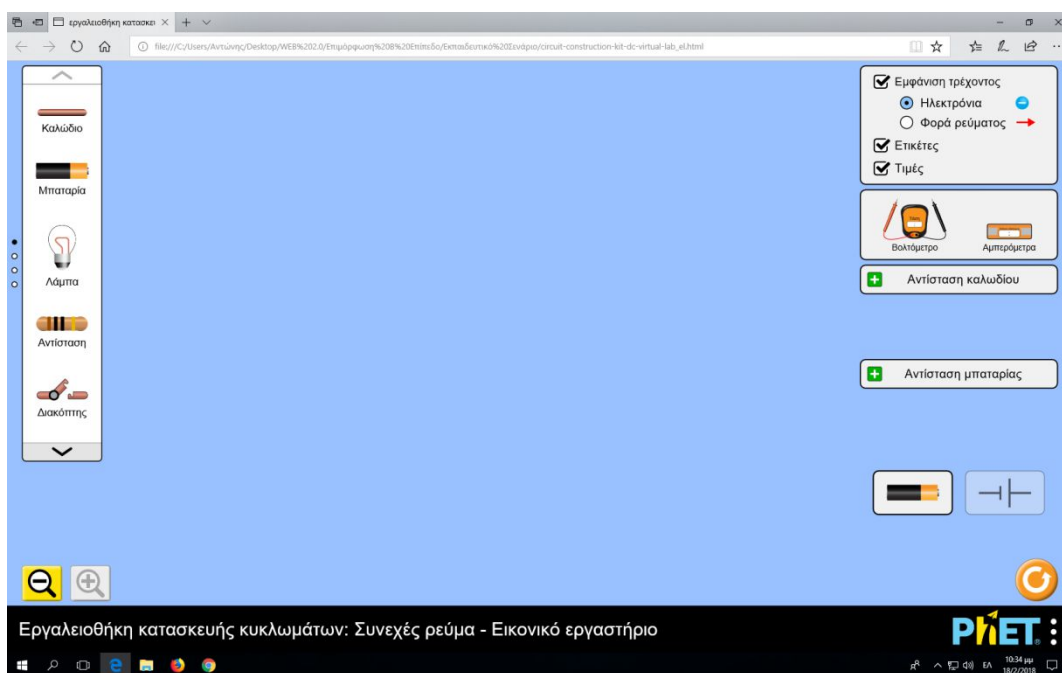 εργαλειοθήκη κατασκει
file:///C:/Users/Αντώνης/Desktop/WEB%202.0/Επιμόρφωση%20Β%20Επίπεδο/Εκπαιδευτικό%20Σενάριο/circuit-construction-kit-dc-virtual-lab_el.html
Καλώδιο
Μπαταρία
Λάμπα
Αντίσταση
Διακόπτης
Εμφάνιση τρέχοντος
Ηλεκτρόνια
Φορά ρεύματος
Ετικέτες
Τιμές
Βολτόμετρο
Αμπερόμετρα
Αντίσταση καλωδίου
Αντίσταση μπαταρίας
Εργαλειοθήκη κατασκευής κυκλωμάτων: Συνεχές ρεύμα - Εικονικό εργαστήριο
PhET
ΕΛ
10:34 μμ
18/2/2018